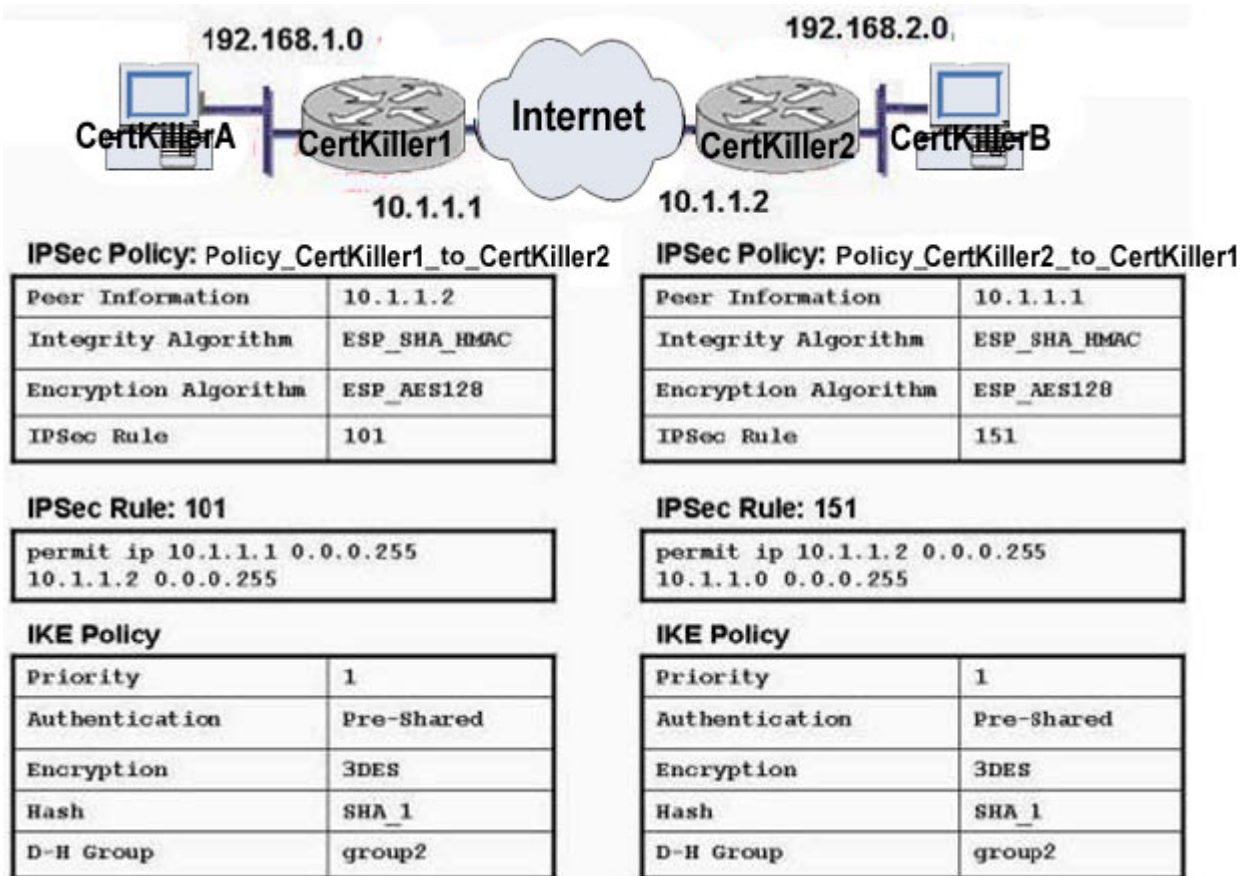 192.168.1.0
192.168.2.0
CertKillerA
CertKiller1
Internet
CertKiller2
CertKillerB
10.1.1.1
10.1.1.2
IPSec Policy: Policy_CertKiller1_to_CertKiller2
Peer Information 10.1.1.2
Integrity Algorithm ESP_SHA_HMAC
Encryption Algorithm ESP_AES128
IPSec Rule 101
IPSec Rule: 101
permit ip 10.1.1.1 0.0.0.255
10.1.1.2 0.0.0.255
IKE Policy
Priority 1
Authentication Pre-Shared
Encryption 3DES
Hash SHA_1
D-H Group group2
IPSec Policy: Policy_CertKiller2_to_CertKiller1
Peer Information 10.1.1.1
Integrity Algorithm ESP_SHA_HMAC
Encryption Algorithm ESP_AES128
IPSec Rule 151
IPSec Rule: 151
permit ip 10.1.1.2 0.0.0.255
10.1.1.0 0.0.0.255
IKE Policy
Priority 1
Authentication Pre-Shared
Encryption 3DES
Hash SHA_1
D-H Group group2